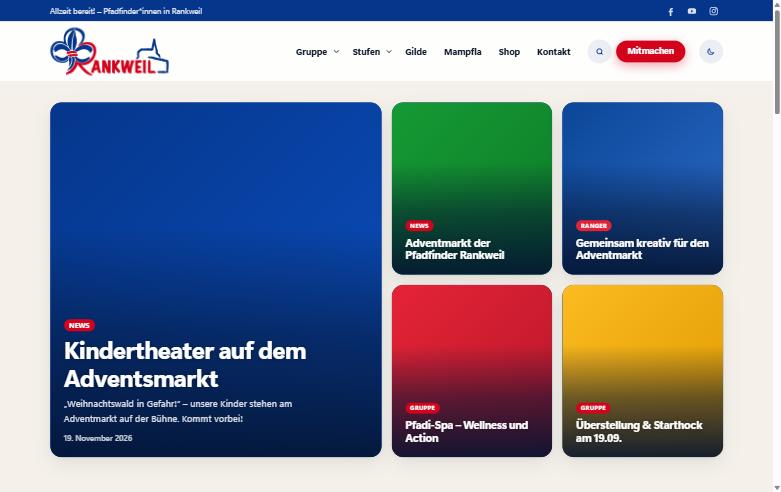 Allzeit bereit! – Pfadfinder*innen in Rankweil
RANKWEIL
Gruppe Stufen Gilde Mampfla Shop Kontakt Mitmachen
NEWS
Kindertheater auf dem
Adventsmarkt
„Weihnachtswald in Gefahr!“ – unsere Kinder stehen am
Adventmarkt auf der Bühne. Kommt vorbei!
19. November 2026
NEWS
Adventmarkt der
Pfadfinder Rankweil
RANGER
Gemeinsam kreativ für den
Adventmarkt
GRUPPE
Pfadi-Spa – Wellness und
Action
GRUPPE
Überstellung & Starthock
am 19.09.